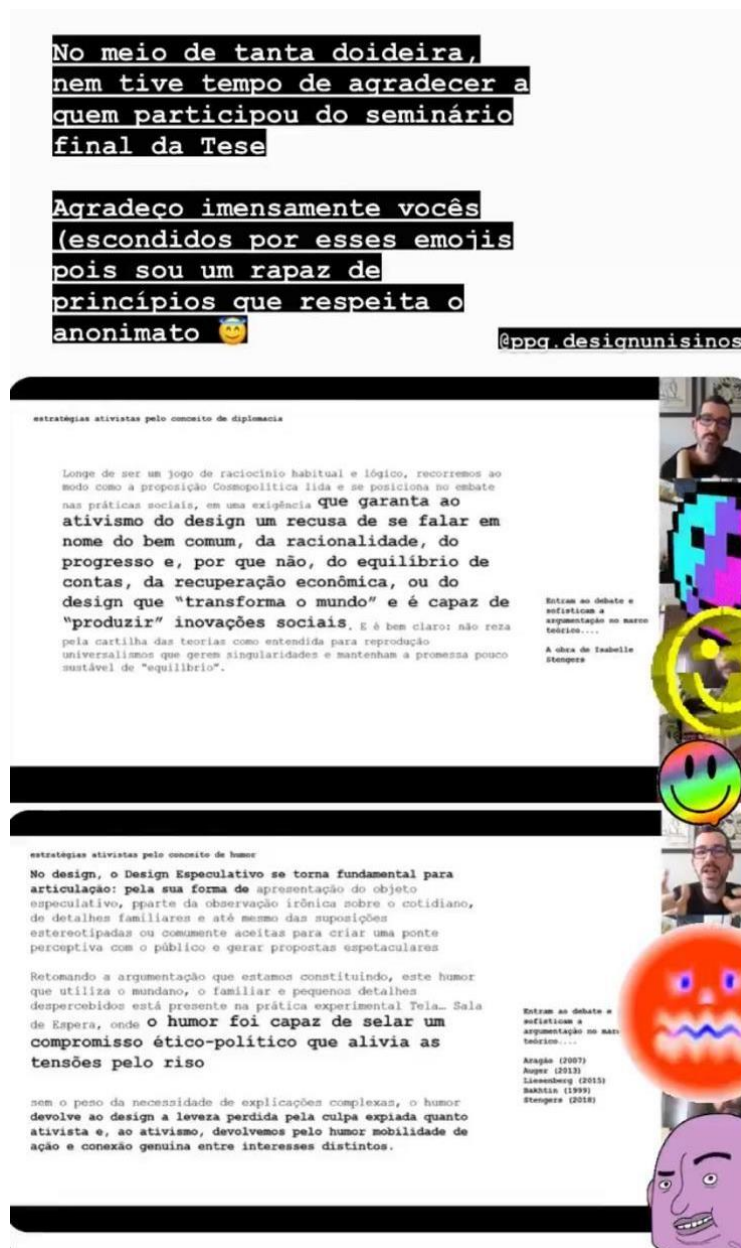 No meio de tanta doideira,
nem tive tempo de agradecer a
quem participou do seminário
final da Tese
Agradeço imensamente vocês
(escondidos por esses emojis
pois sou um rapaz de
princípios que respeita o
anonimato 😇
@ppg.designunisinos
estratégias ativistas pelo conceito de diplomacia
Longe de ser um jogo de raciocínio habitual e lógico, recorremos ao
modo como a proposição Cosmopolítica lida e se posiciona no embate
nas práticas sociais, em uma exigência que garanta ao
ativismo do design um recusa de se falar em
nome do bem comum, da racionalidade, do
progresso e, por que não, do equilíbrio de
contas, da recuperação econômica, ou do
design que "transforma o mundo" e é capaz de
"produzir" inovações sociais. E é bem claro: não reza
pela cartilha das teorias como entendida para reprodução
universalismos que gerem singularidades e mantenham a promessa pouco
sustável de "equilíbrio".
Entram ao debate e
sofisticam a
argumentação no marco
teórico....
A obra de Isabelle
Stengers
estratégias ativistas pelo conceito de humor
No design, o Design Especulativo se torna fundamental para
articulação: pela sua forma de apresentação do objeto
especulativo, pparte da observação irônica sobre o cotidiano,
de detalhes familiares e até mesmo das suposições
estereotipadas ou comumente aceitas para criar uma ponte
perceptiva com o público e gerar propostas espetaculares
Retomando a argumentação que estamos constituindo, este humor
que utiliza o mundano, o familiar e pequenos detalhes
despercebidos está presente na prática experimental Tela… Sala
de Espera, onde o humor foi capaz de selar um
compromisso ético-político que alivia as
tensões pelo riso
sem o peso da necessidade de explicações complexas, o humor
devolve ao design a leveza perdida pela culpa expiada quanto
ativista e, ao ativismo, devolvemos pelo humor mobilidade de
ação e conexão genuína entre interesses distintos.
Entram ao debate e
sofisticam a
argumentação no mar
teórico....
Aragão (2007)
Auger (2013)
Liesenberg (2015)
Bakhtin (1999)
Stengers (2018)